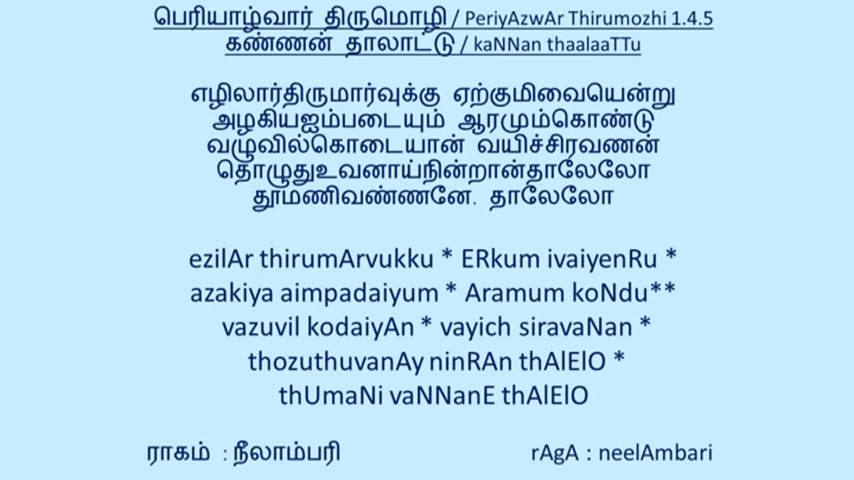 பெரியாழ்வார் திருமொழி / PeriyAzwAr Thirumozhi 1.4.5
கண்ணன் தாலாட்டு / kaNNan thaalaaTTu
எழிலார்திருமார்வுக்கு ஏற்குமிவையென்று
அழகியஐம்படையும் ஆரமும்கொண்டு
வழுவில்கொடையான் வயிச்சிரவணன்
தொழுதுஉவனாய்நின்றான்தாலேலோ
தூமணிவண்ணனே. தாலேலோ
ezilAr thirumArvukku * ERkum ivaiyenRu *
azakiya aimpadaiyum * Aramum koNdu**
vazuvil kodaiyAn * vayich siravaNan *
thozuthuvanAy ninRAn thAlElO *
thUmaNi vaNNanE thAlElO
ராகம் : நீலாம்பரி rAgA : neelAmbari